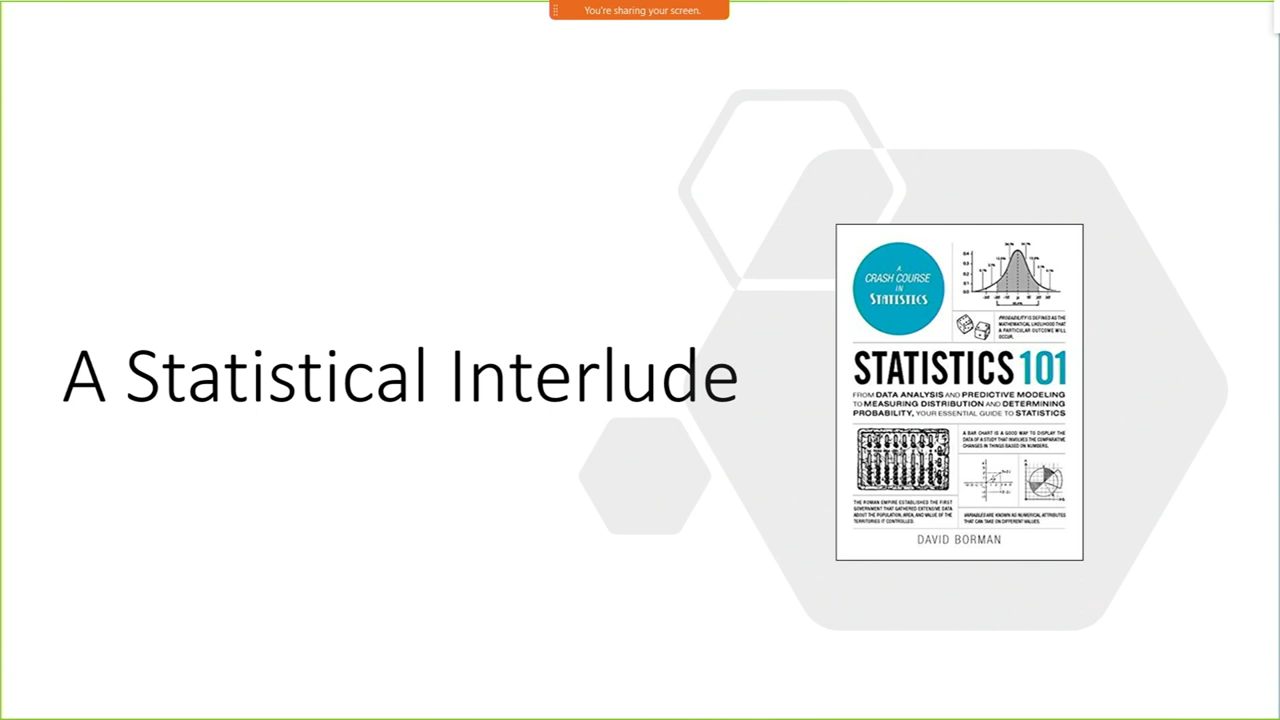 You're sharing your screen.
A Statistical Interlude
A
CRASH COURSE
IN
STATISTICS
PROBABILITY IS DEFINED AS THE
MATHEMATICAL LIKELIHOOD THAT
A PARTICULAR OUTCOME WILL
OCCUR.
STATISTICS 101
FROM DATA ANALYSIS AND PREDICTIVE MODELING
TO MEASURING DISTRIBUTION AND DETERMINING
PROBABILITY, YOUR ESSENTIAL GUIDE TO STATISTICS
A BAR CHART IS A GOOD WAY TO DISPLAY THE
DATA OF A STUDY THAT INVOLVES THE COMPARATIVE
CHANGES IN THINGS BASED ON NUMBERS.
THE ROMAN EMPIRE ESTABLISHED THE FIRST
GOVERNMENT THAT GATHERED EXTENSIVE DATA
ABOUT THE POPULATION, AREA, AND VALUE OF THE
TERRITORIES IT CONTROLLED.
VARIABLES ARE KNOWN AS NUMERICAL ATTRIBUTES
THAT CAN TAKE ON DIFFERENT VALUES.
DAVID BORMAN